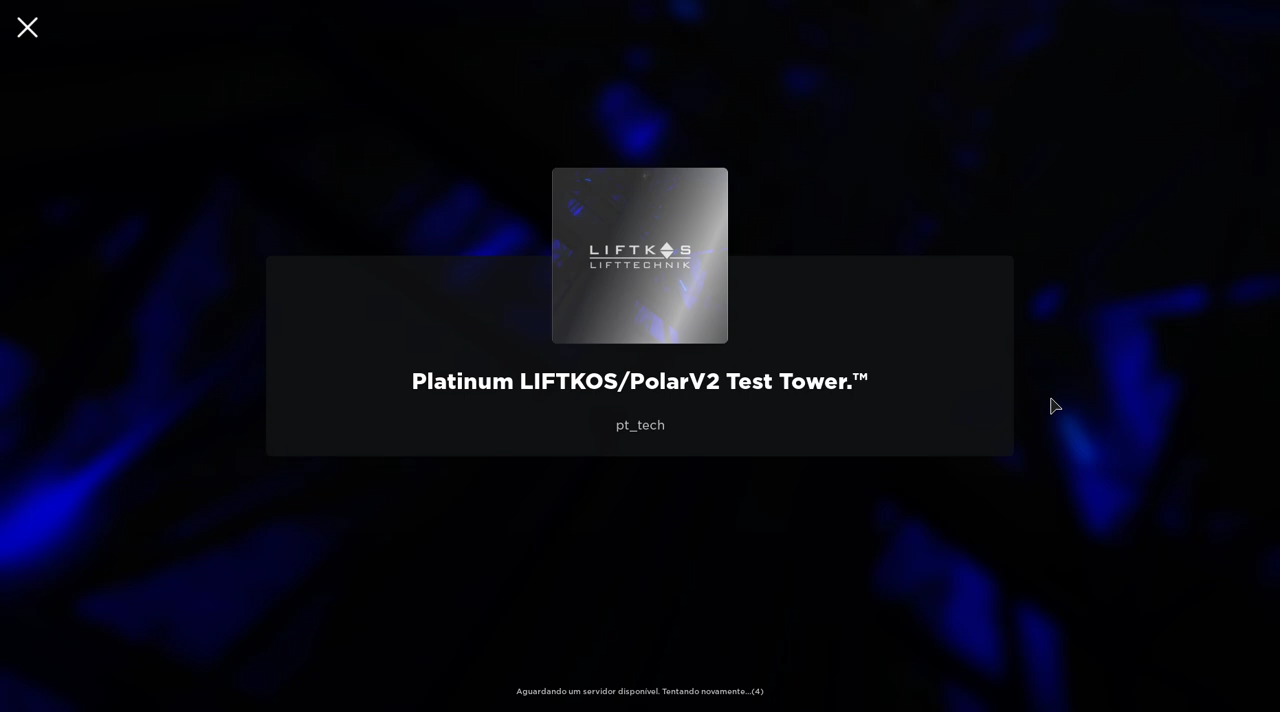 LIFTKOS
LIFTTECHNIK
Platinum LIFTKOS/PolarV2 Test Tower.™
pt_tech
Aguardando um servidor disponível. Tentando novamente...(4)